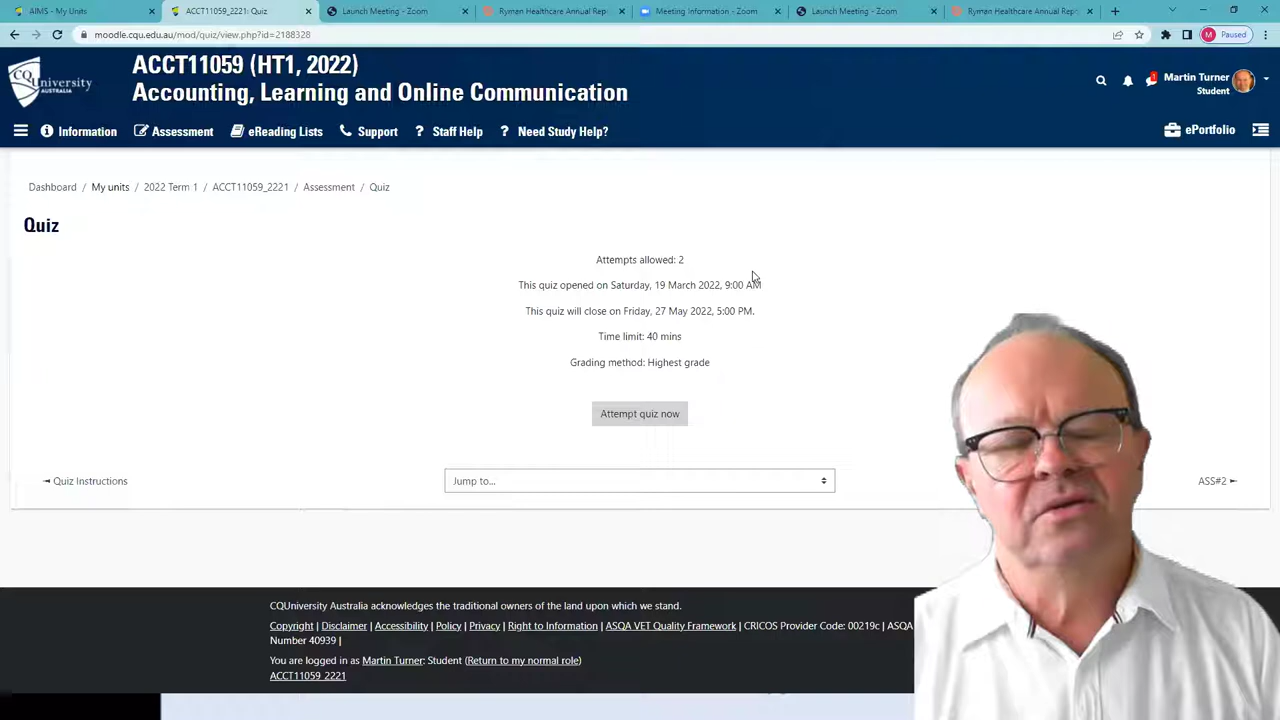 AIMS - My Units
ACCT11059_2221: Quiz
Launch Meeting - Zoom
Ryman Healthcare Annual Rep
Meeting Information - Zoom
Launch Meeting - Zoom
Ryman Healthcare Annual Rep
moodle.cqu.edu.au/mod/quiz/view.php?id=2188328
M Paused
ACCT11059 (HT1, 2022)
Accounting, Learning and Online Communication
CQUniversity
AUSTRALIA
1
Martin Turner
Student
Information
Assessment
eReading Lists
Support
? Staff Help
? Need Study Help?
ePortfolio
Dashboard / My units / 2022 Term 1 / ACCT11059_2221 / Assessment / Quiz
Quiz
Attempts allowed: 2
This quiz opened on Saturday, 19 March 2022, 9:00 AM
This quiz will close on Friday, 27 May 2022, 5:00 PM.
Time limit: 40 mins
Grading method: Highest grade
Attempt quiz now
◄ Quiz Instructions
Jump to...
ASS#2 ►
CQUniversity Australia acknowledges the traditional owners of the land upon which we stand.
Copyright | Disclaimer | Accessibility | Policy | Privacy | Right to Information | ASQA VET Quality Framework | CRICOS Provider Code: 00219c | ASQA
Number 40939 |
You are logged in as Martin Turner: Student (Return to my normal role)
ACCT11059_2221